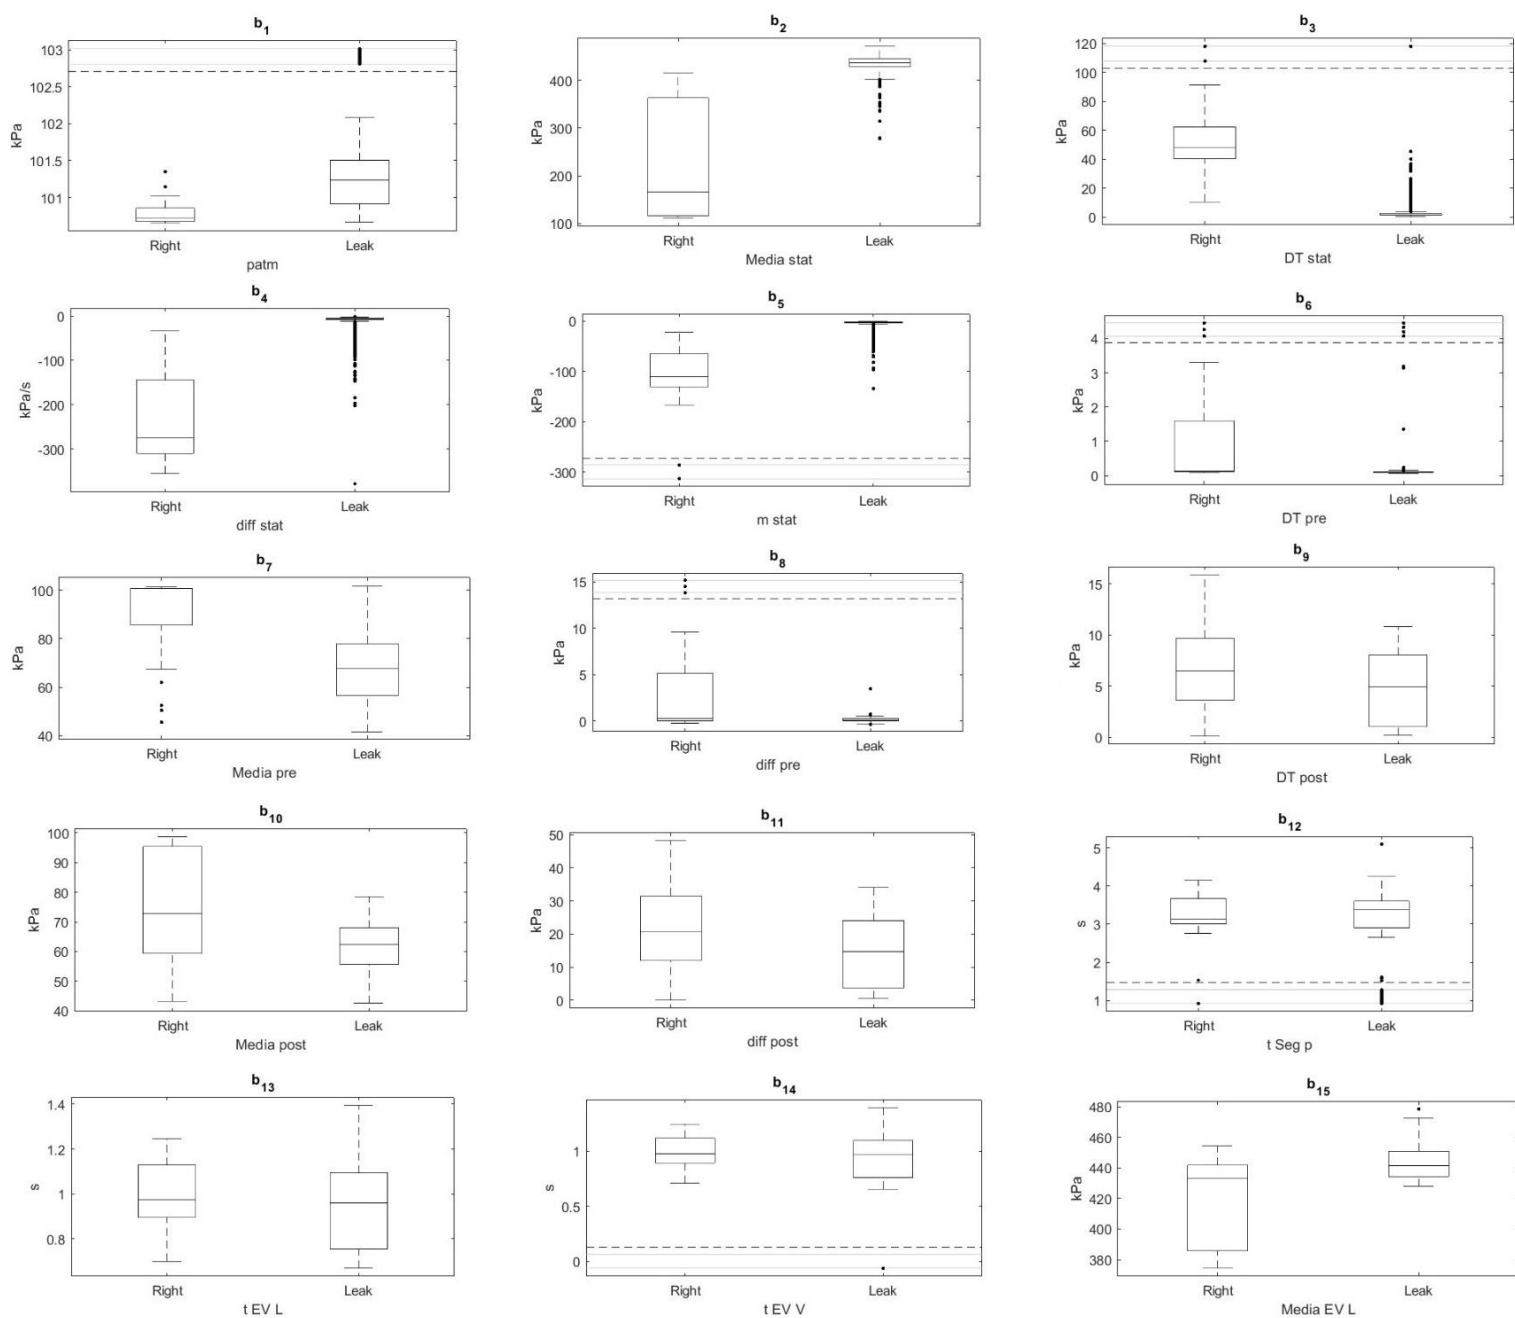 b1
103
102.5
102
101.5
101
kPa
Right Leak
patm
b2
400
300
200
100
kPa
Right Leak
Media stat
b3
120
100
80
60
40
20
0
kPa
Right Leak
DT stat
b4
0
-100
-200
-300
kPa/s
Right Leak
diff stat
b5
0
-100
-200
-300
kPa
Right Leak
m stat
b6
4
3
2
1
0
kPa
Right Leak
DT pre
b7
100
80
60
40
kPa
Right Leak
Media pre
b8
15
10
5
0
kPa
Right Leak
diff pre
b9
15
10
5
0
kPa
Right Leak
DT post
b10
100
90
80
70
60
50
40
kPa
Right Leak
Media post
b11
50
40
30
20
10
0
kPa
Right Leak
diff post
b12
5
4
3
2
1
s
Right Leak
t Seg p
b13
1.4
1.2
1
0.8
s
Right Leak
t EV L
b14
1
0.5
0
s
Right Leak
t EV V
b15
480
460
440
420
400
380
kPa
Right Leak
Media EV L